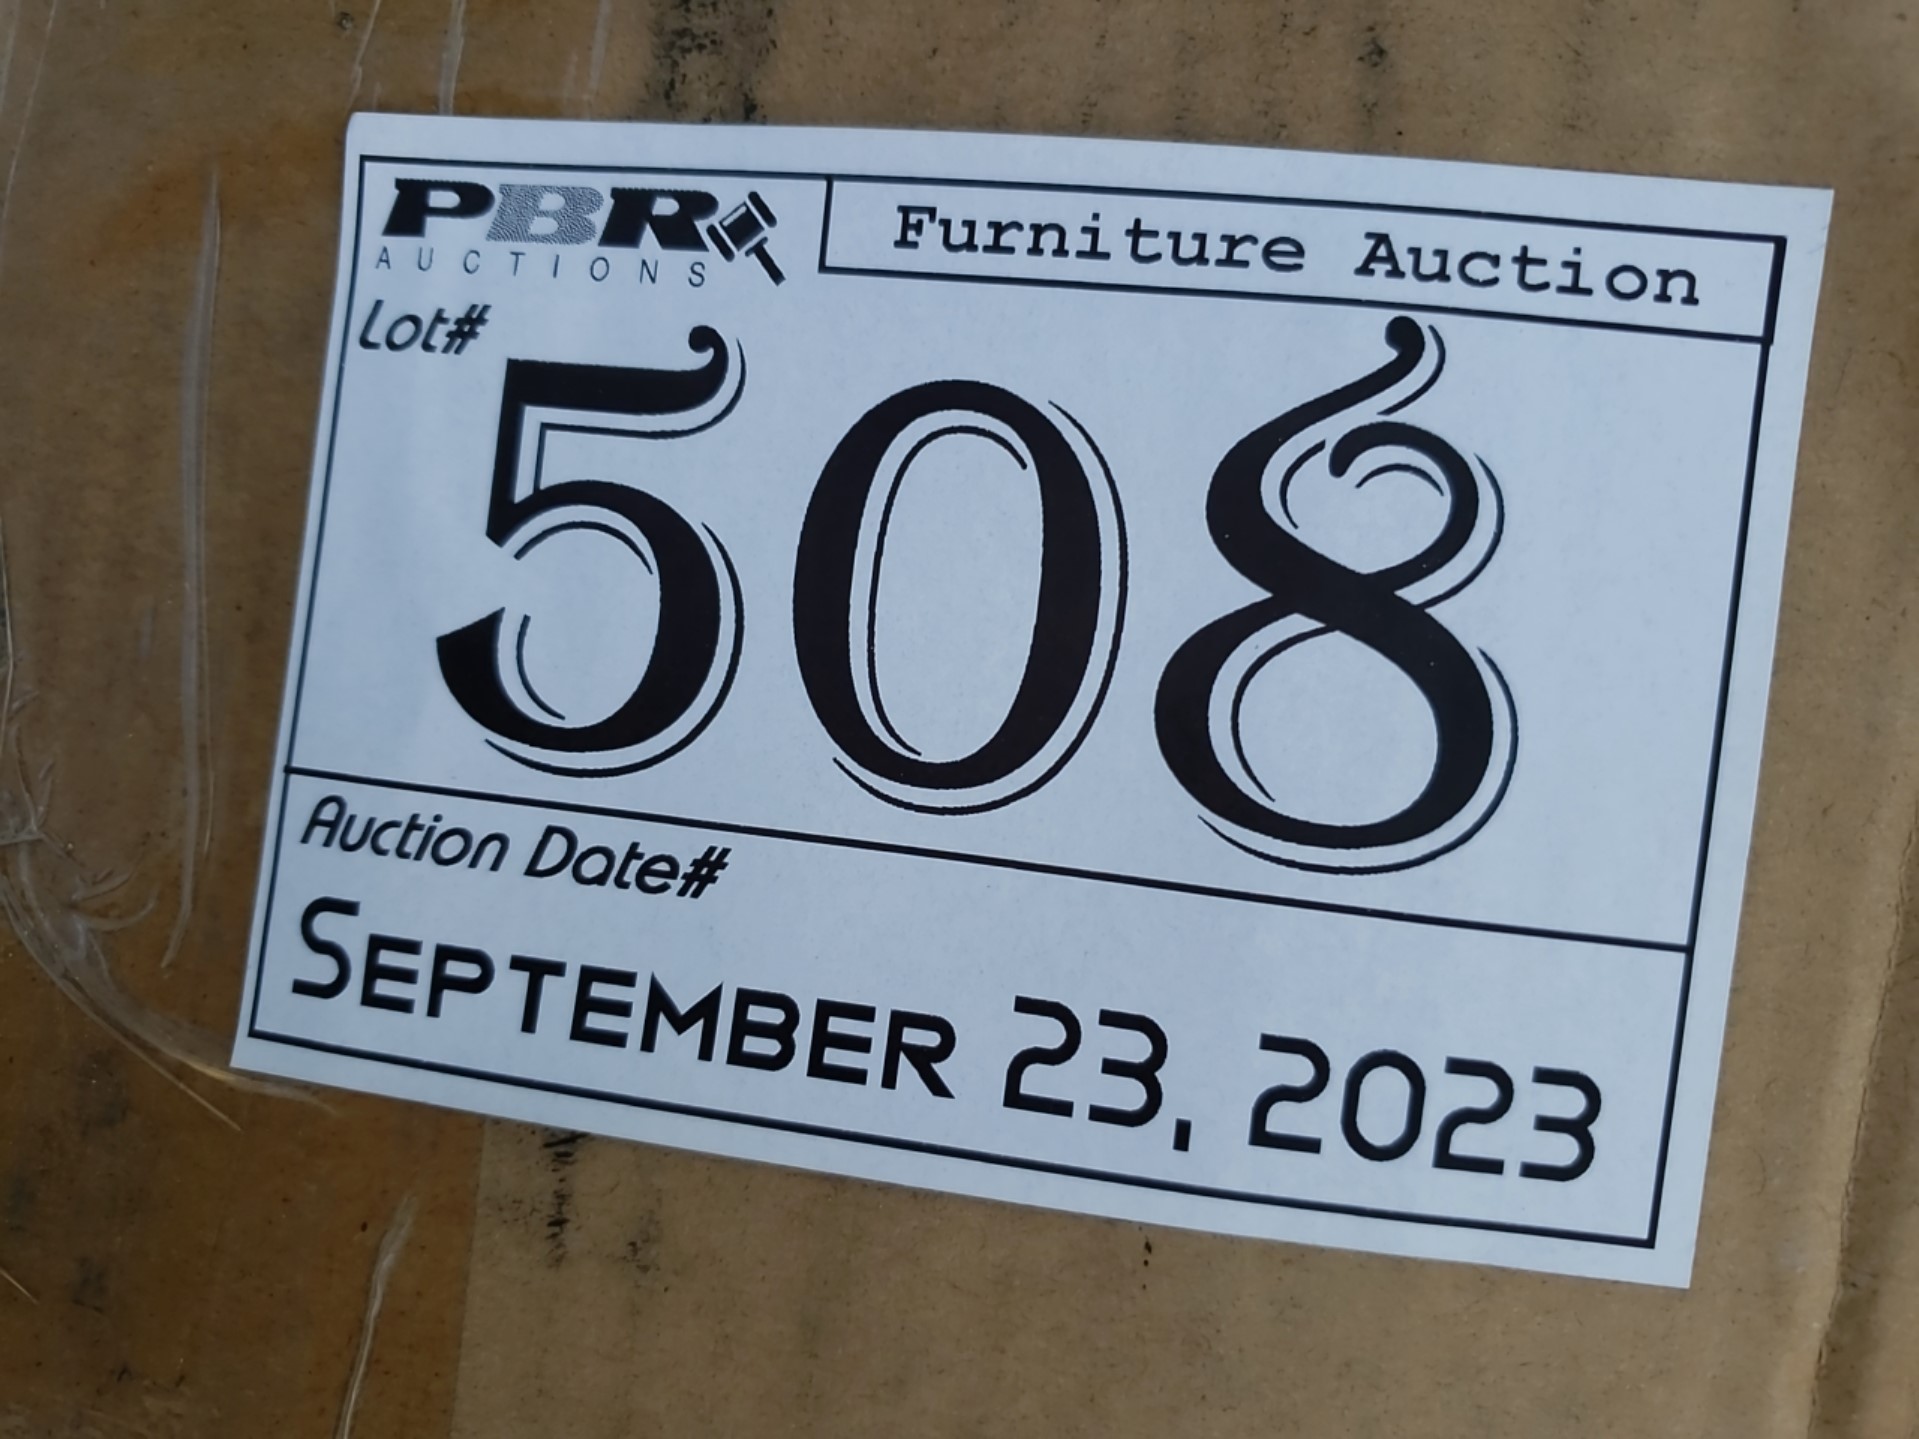 PBR
AUCTIONS
Furniture Auction
Lot#
508
Auction Date#
SEPTEMBER 23, 2023